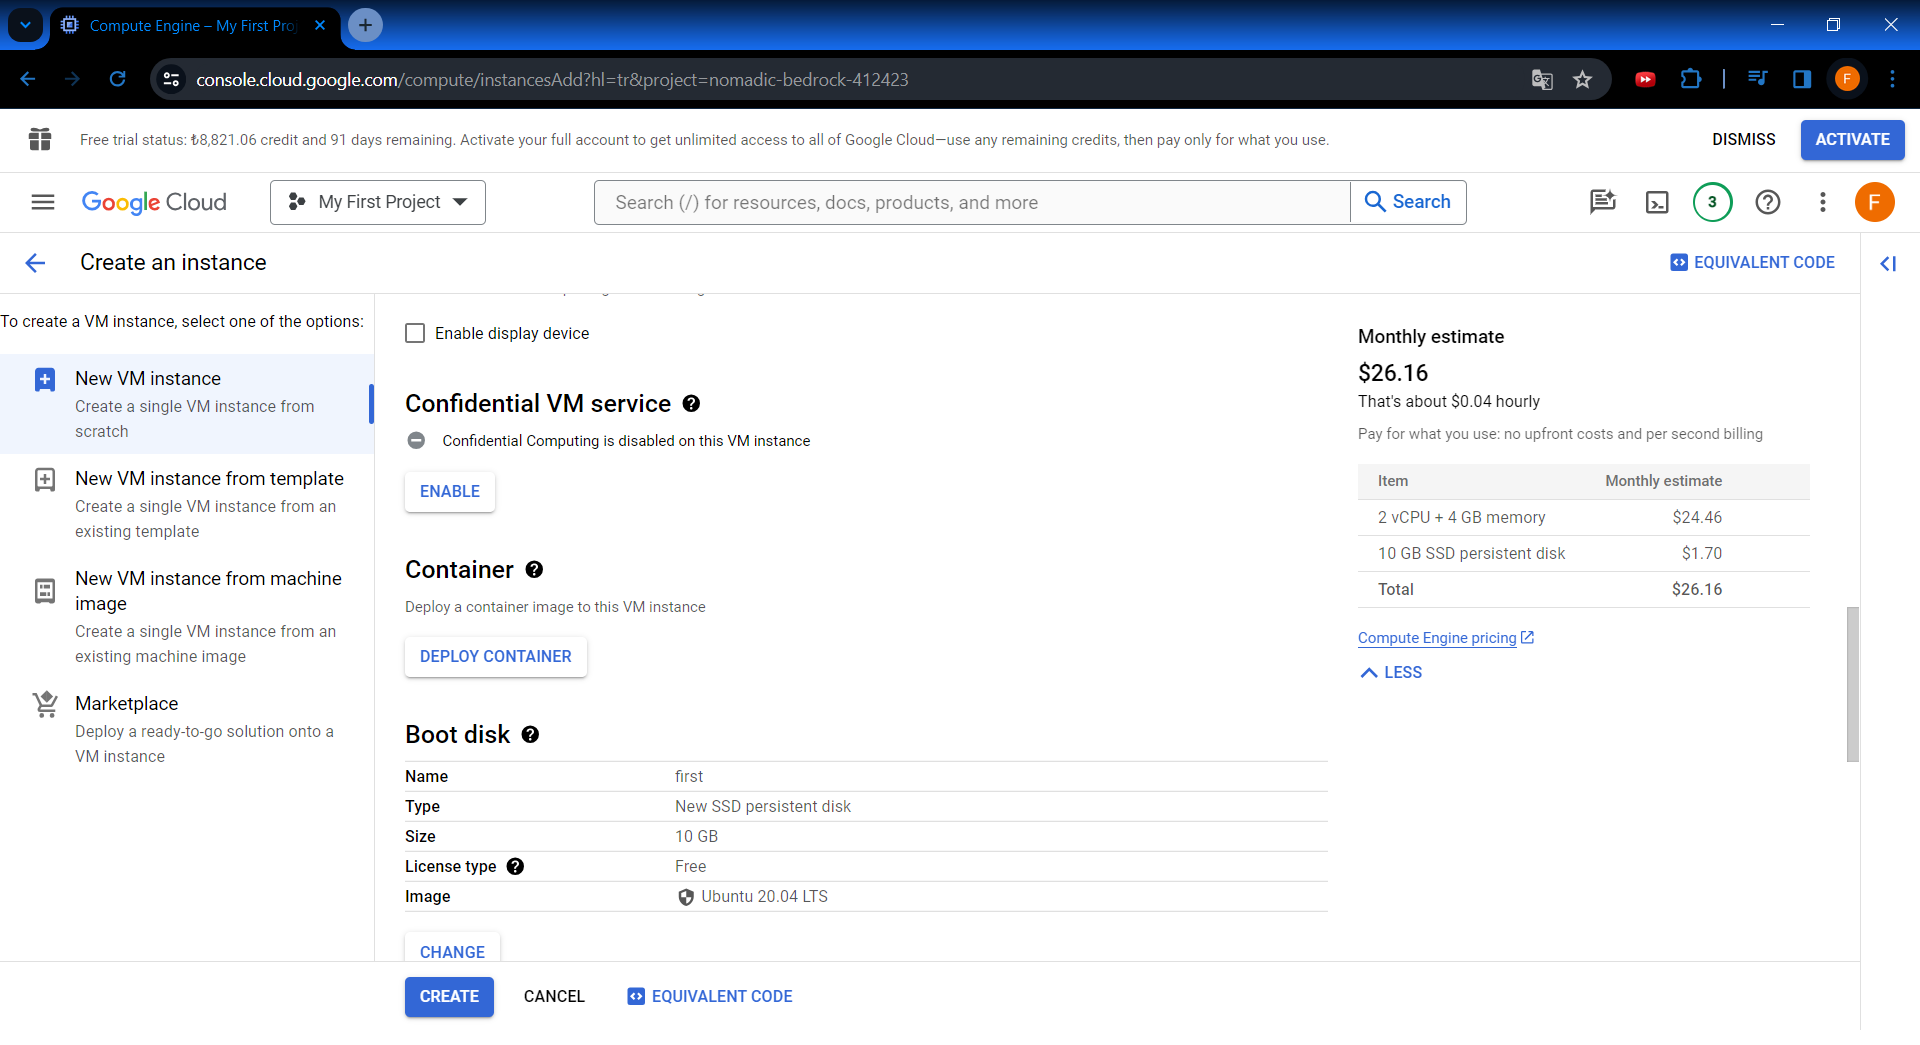 Compute Engine – My First Proj
console.cloud.google.com/compute/instancesAdd?hl=tr&project=nomadic-bedrock-412423
F
Free trial status: ₺8,821.06 credit and 91 days remaining. Activate your full account to get unlimited access to all of Google Cloud—use any remaining credits, then pay only for what you use.
DISMISS
ACTIVATE
Google Cloud
My First Project
Search (/) for resources, docs, products, and more
Search
3
F
Create an instance
EQUIVALENT CODE
To create a VM instance, select one of the options:
New VM instance
Create a single VM instance from
scratch
New VM instance from template
Create a single VM instance from an
existing template
New VM instance from machine
image
Create a single VM instance from an
existing machine image
Marketplace
Deploy a ready-to-go solution onto a
VM instance
Enable display device
Confidential VM service
Confidential Computing is disabled on this VM instance
ENABLE
Container
Deploy a container image to this VM instance
DEPLOY CONTAINER
Boot disk
Name first
Type New SSD persistent disk
Size 10 GB
License type Free
Image Ubuntu 20.04 LTS
CHANGE
Monthly estimate
$26.16
That's about $0.04 hourly
Pay for what you use: no upfront costs and per second billing
Item Monthly estimate
2 vCPU + 4 GB memory $24.46
10 GB SSD persistent disk $1.70
Total $26.16
Compute Engine pricing
LESS
CREATE
CANCEL
EQUIVALENT CODE